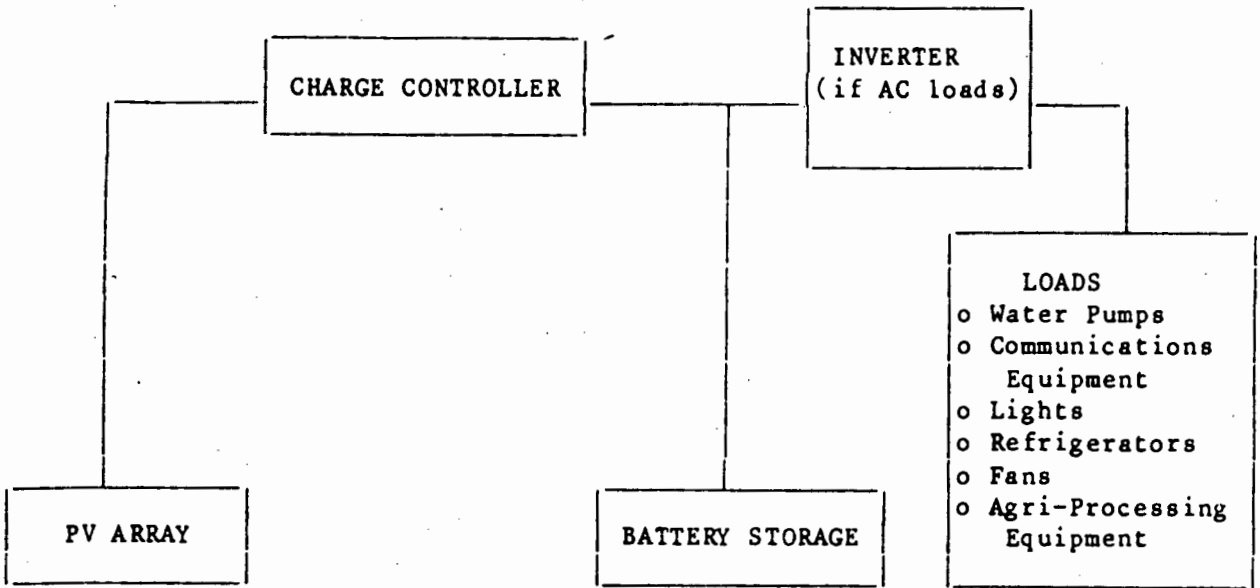 CHARGE CONTROLLER
INVERTER
(if AC loads)
LOADS
o Water Pumps
o Communications
Equipment
o Lights
o Refrigerators
o Fans
o Agri-Processing
Equipment
PV ARRAY
BATTERY STORAGE